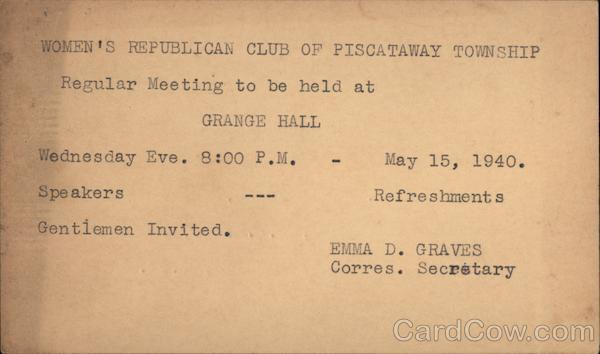 WOMEN'S REPUBLICAN CLUB OF PISCATAWAY TOWNSHIP
Regular Meeting to be held at
GRANGE HALL
Wednesday Eve. 8:00 P.M. - May 15, 1940.
Speakers --- Refreshments
Gentlemen Invited.
EMMA D. GRAVES
Corres. Secretary
CardCow.com